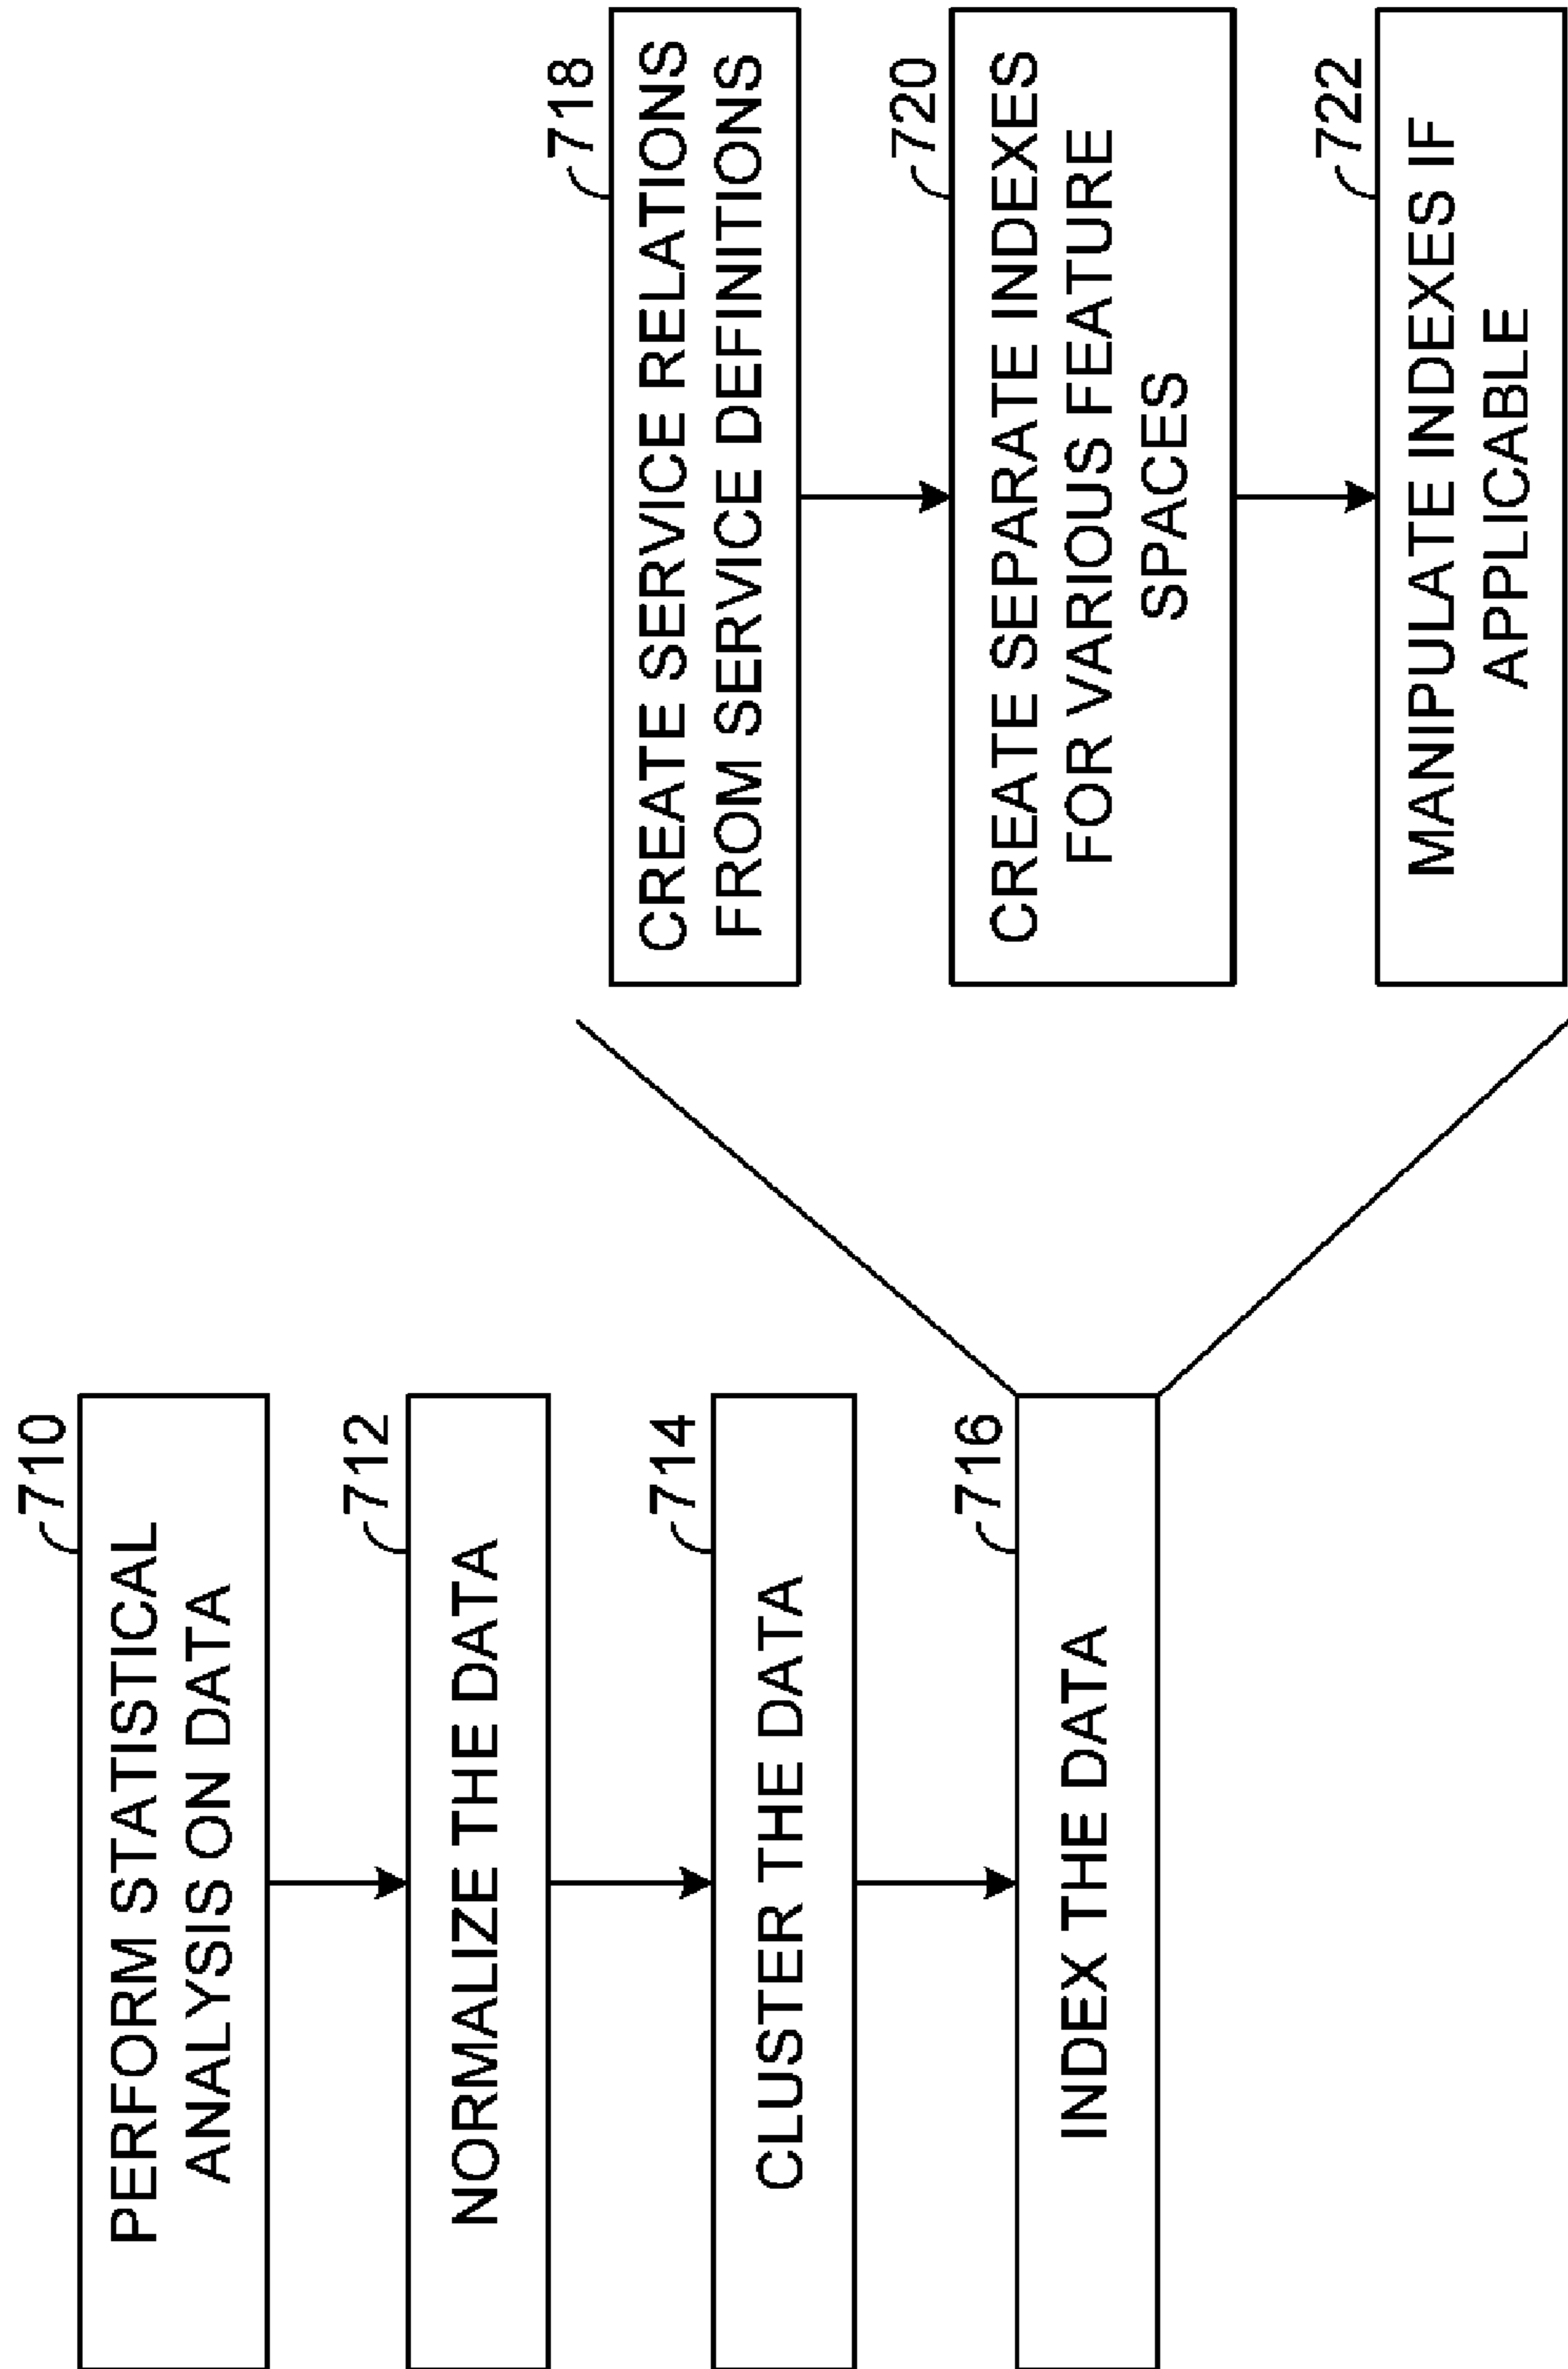 710
PERFORM STATISTICAL
ANALYSIS ON DATA
712
NORMALIZE THE DATA
714
CLUSTER THE DATA
716
INDEX THE DATA
718
CREATE SERVICE RELATIONS
FROM SERVICE DEFINITIONS
720
CREATE SEPARATE INDEXES
FOR VARIOUS FEATURE
SPACES
722
MANIPULATE INDEXES IF
APPLICABLE